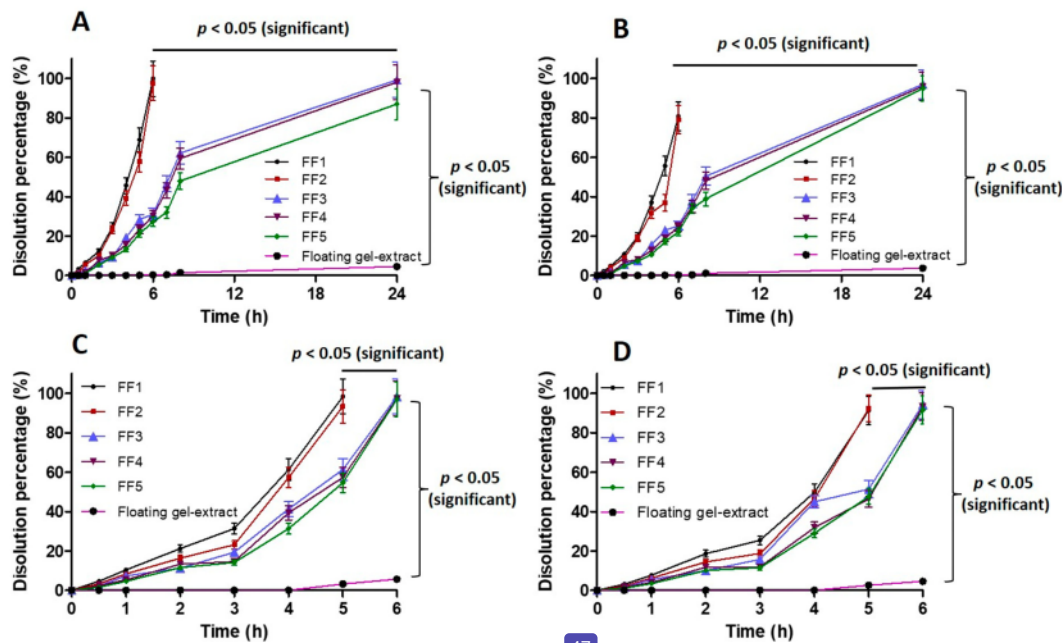 A
p < 0.05 (significant)
Disolution percentage (%)
100
80
60
40
20
0
FF1
FF2
FF3
FF4
FF5
Floating gel-extract
p < 0.05
(significant)
0 6 12 18 24
Time (h)
B
p < 0.05 (significant)
Disolution percentage (%)
100
80
60
40
20
0
FF1
FF2
FF3
FF4
FF5
Floating gel-extract
p < 0.05
(significant)
0 6 12 18 24
Time (h)
C
p < 0.05 (significant)
Disolution percentage (%)
100
80
60
40
20
0
FF1
FF2
FF3
FF4
FF5
Floating gel-extract
p < 0.05
(significant)
0 1 2 3 4 5 6
Time (h)
D
p < 0.05 (significant)
Disolution percentage (%)
100
80
60
40
20
0
FF1
FF2
FF3
FF4
FF5
Floating gel-extract
p < 0.05
(significant)
0 1 2 3 4 5 6
Time (h)